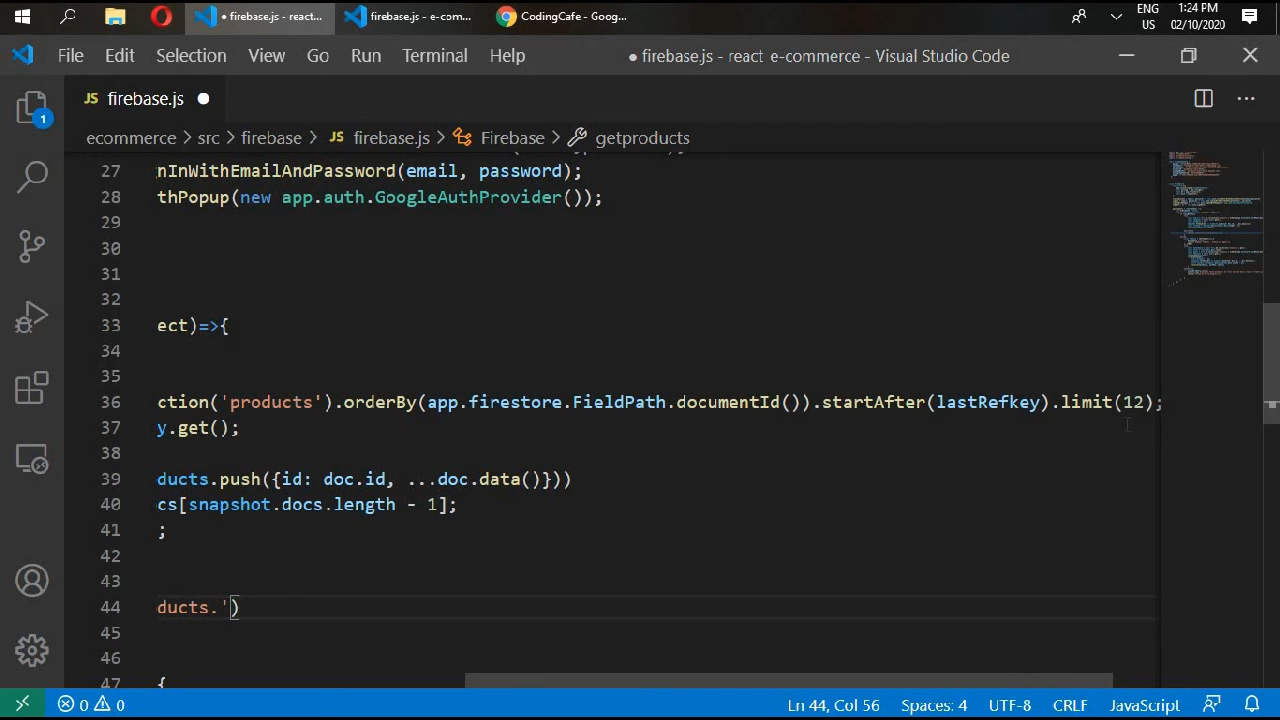 firebase.js - react...
firebase.js - e-com...
CodingCafe - Goog...
ENG
US
1:24 PM
02/10/2020
File Edit Selection View Go Run Terminal Help
● firebase.js - react e-commerce - Visual Studio Code
JS firebase.js
1
ecommerce > src > firebase > JS firebase.js > Firebase > getproducts
27 nInWithEmailAndPassword(email, password);
28 thPopup(new app.auth.GoogleAuthProvider());
29
30
31
32
33 ect)=>{
34
35
36 ction('products').orderBy(app.firestore.FieldPath.documentId()).startAfter(lastRefkey).limit(12);
37 y.get();
38
39 ducts.push({id: doc.id, ...doc.data()}))
40 cs[snapshot.docs.length - 1];
41 ;
42
43
44 ducts.')
45
46
47 {
0 0
Ln 44, Col 56 Spaces: 4 UTF-8 CRLF JavaScript